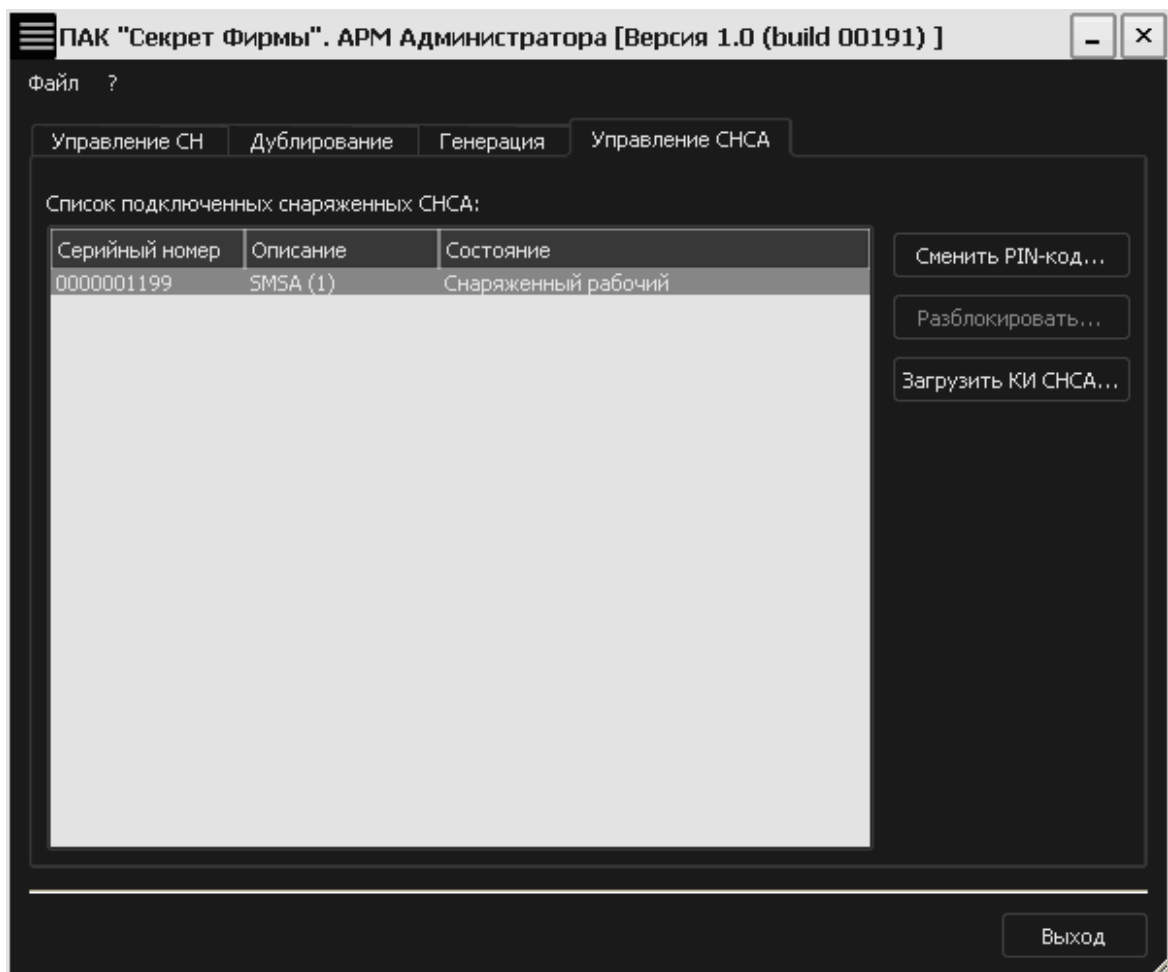 ПАК "Секрет Фирмы". АРМ Администратора [Версия 1.0 (build 00191) ]
Файл ?
Управление СН Дублирование Генерация Управление СНСА
Список подключенных снаряженных СНСА:
Серийный номер Описание Состояние
0000001199 SMSA (1) Снаряженный рабочий
Сменить PIN-код...
Разблокировать...
Загрузить КИ СНСА...
Выход